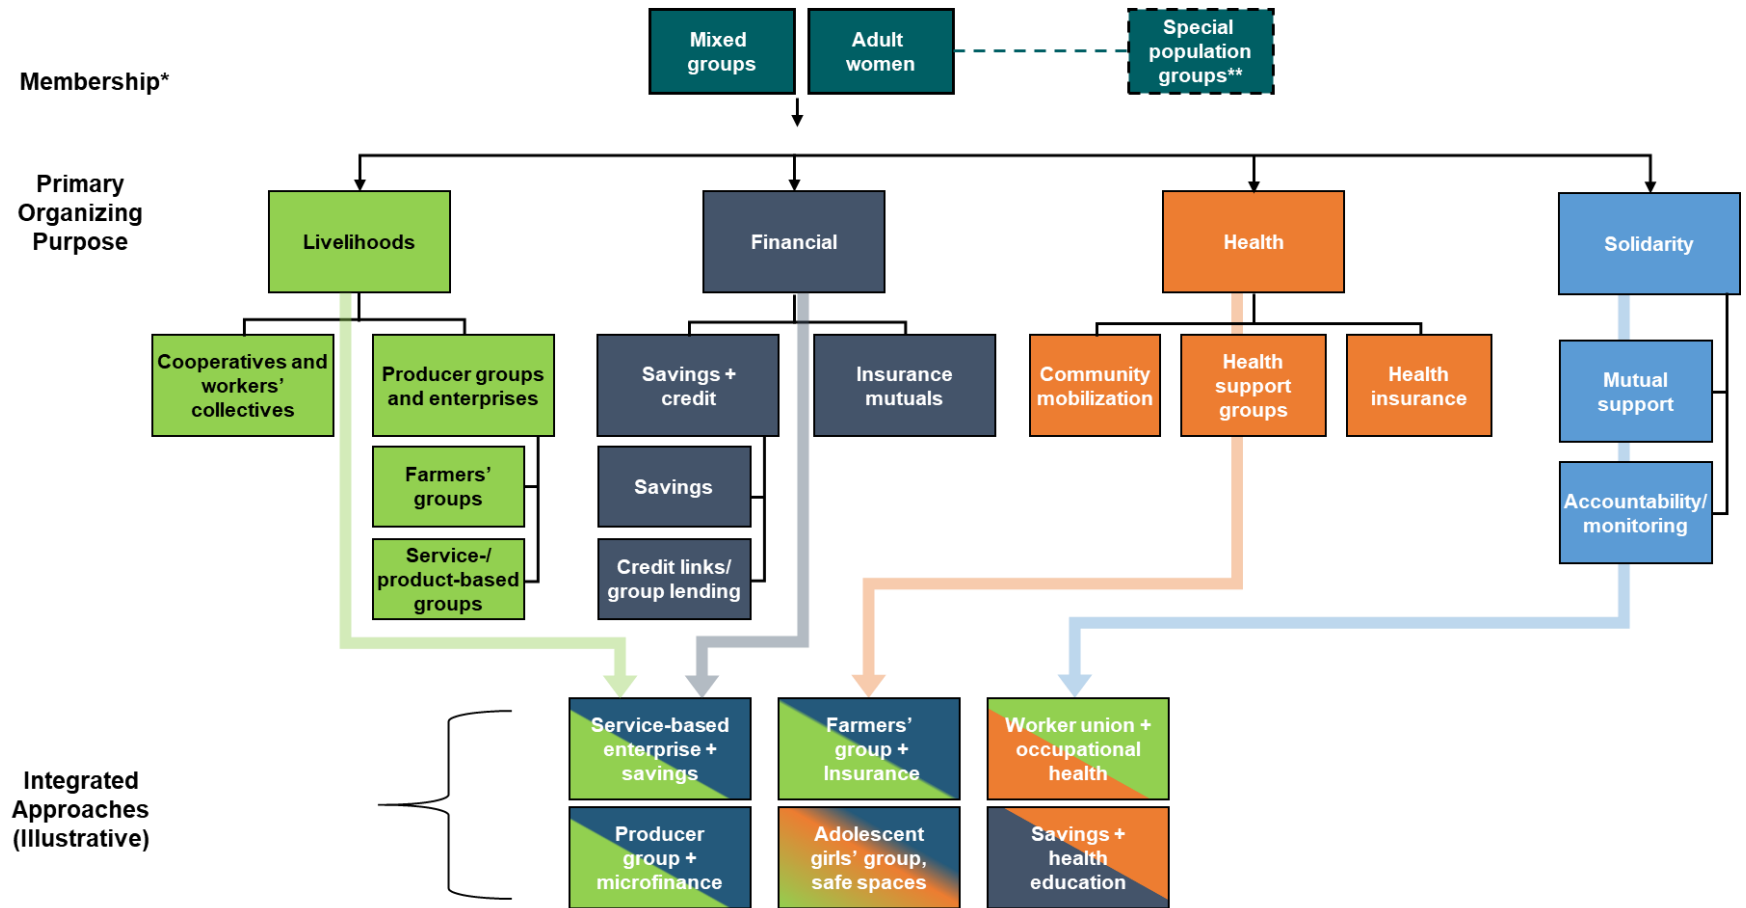 Membership*
Mixed
groups
Adult
women
Special
population
groups**
Primary
Organizing
Purpose
Livelihoods
Financial
Health
Solidarity
Cooperatives and
workers’
collectives
Producer groups
and enterprises
Farmers’
groups
Service-/
product-based
groups
Savings +
credit
Insurance
mutuals
Savings
Credit links/
group lending
Community
mobilization
Health
support
groups
Health
insurance
Mutual
support
Accountability/
monitoring
Integrated
Approaches
(Illustrative)
Service-based
enterprise +
savings
Farmers’
group +
Insurance
Worker union +
occupational
health
Producer
group +
microfinance
Adolescent
girls’ group,
safe spaces
Savings +
health
education